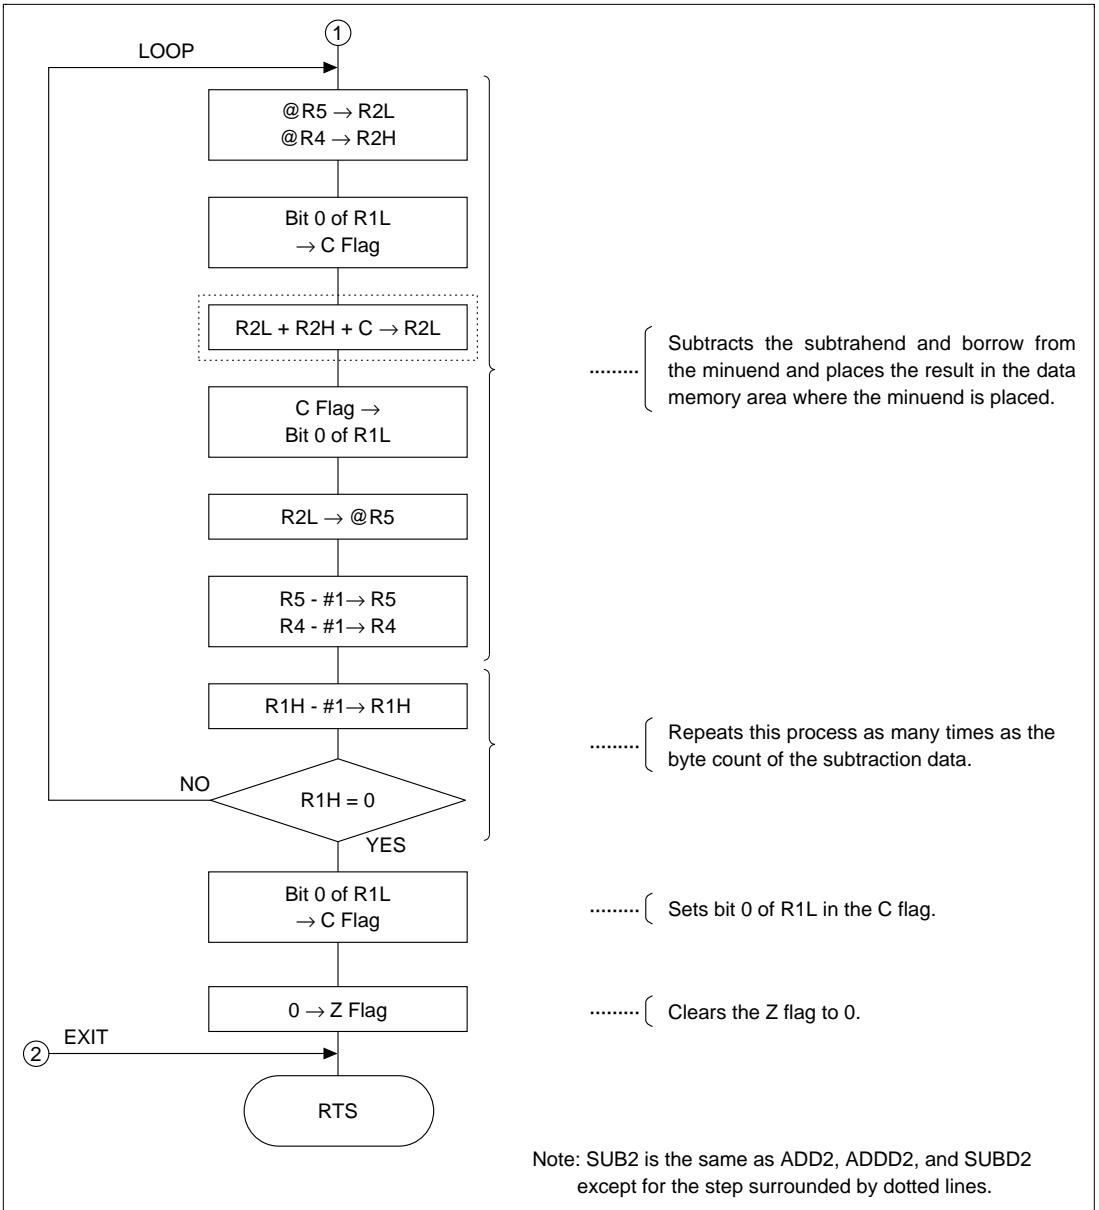 1
LOOP
@R5 → R2L
@R4 → R2H
Bit 0 of R1L
→ C Flag
R2L + R2H + C → R2L
Subtracts the subtrahend and borrow from
the minuend and places the result in the data
memory area where the minuend is placed.
C Flag →
Bit 0 of R1L
R2L → @R5
R5 - #1→ R5
R4 - #1→ R4
R1H - #1→ R1H
Repeats this process as many times as the
byte count of the subtraction data.
NO
R1H = 0
YES
Bit 0 of R1L
→ C Flag
Sets bit 0 of R1L in the C flag.
0 → Z Flag
Clears the Z flag to 0.
EXIT
2
RTS
Note: SUB2 is the same as ADD2, ADDD2, and SUBD2
except for the step surrounded by dotted lines.